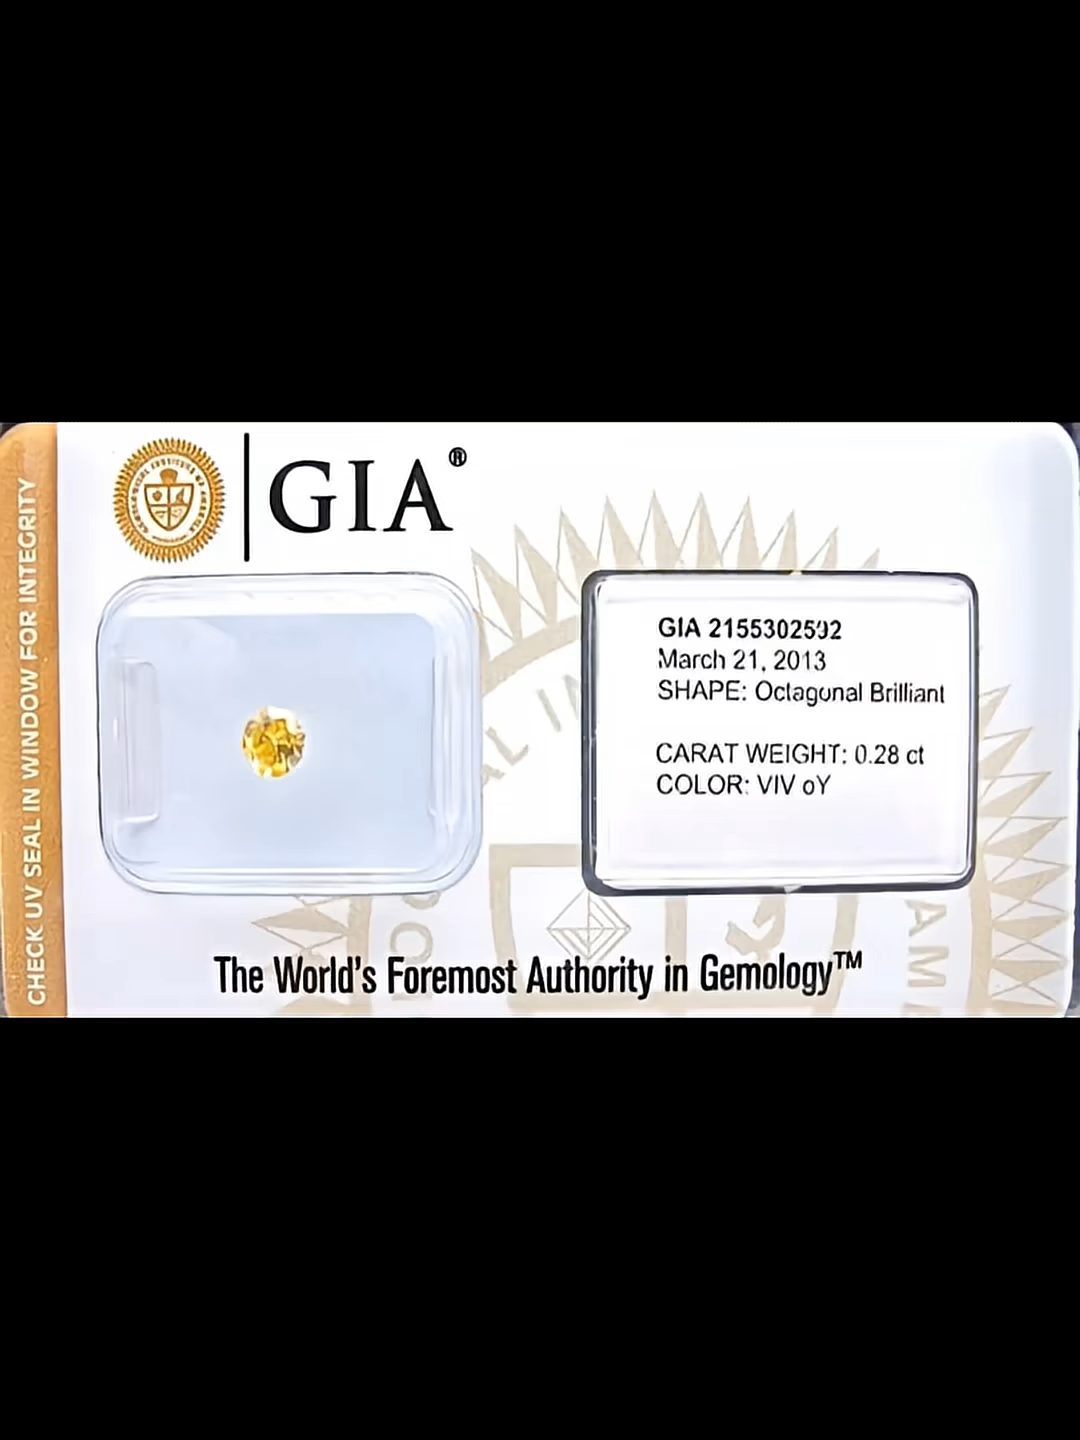 CHECK UV SEAL IN WINDOW FOR INTEGRITY
GIA®
GIA
March 21, 2013
SHAPE: Octagonal Brilliant
CARAT WEIGHT: 0.28 ct
COLOR: VIV oY
The World's Foremost Authority in Gemology™